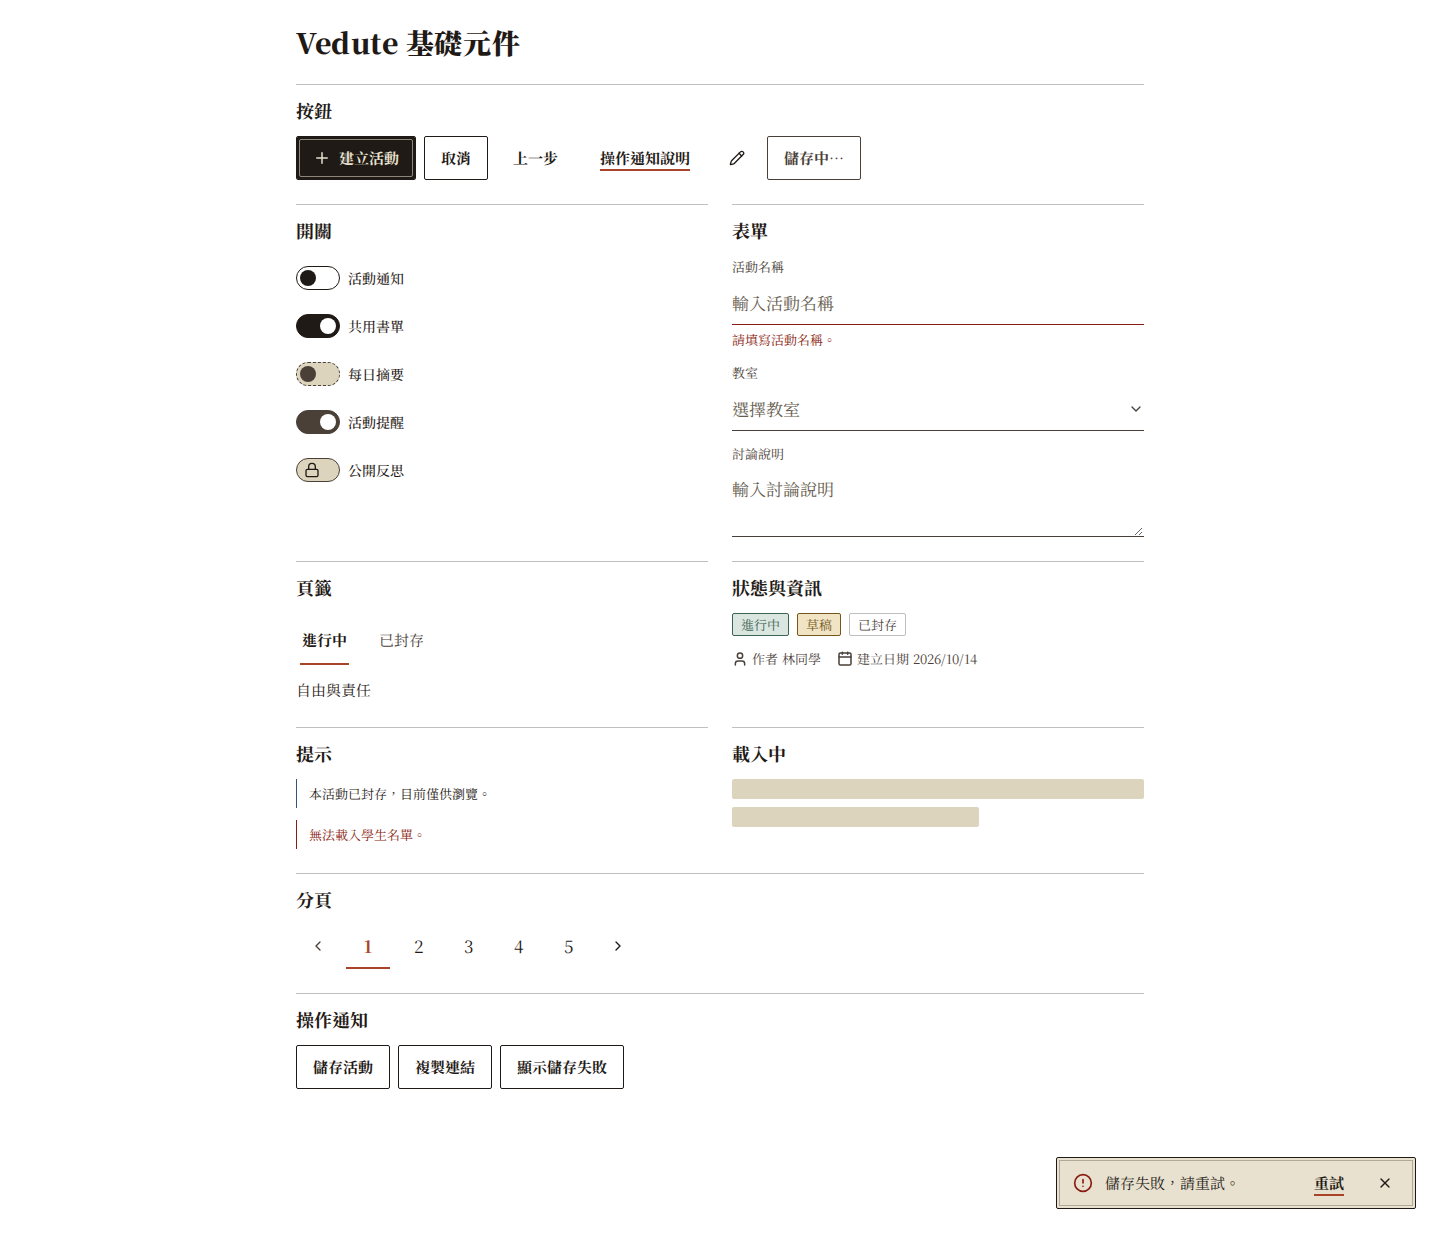 Vedute 基礎元件
按鈕
建立活動 取消 上一步 操作通知說明 儲存中…
開關
活動通知
共用書單
每日摘要
活動提醒
公開反思
表單
活動名稱
輸入活動名稱
請填寫活動名稱。
教室
選擇教室
討論說明
輸入討論說明
頁籤
進行中 已封存
自由與責任
狀態與資訊
進行中 草稿 已封存
作者 林同學 建立日期 2026/10/14
提示
本活動已封存，目前僅供瀏覽。
無法載入學生名單。
載入中
分頁
1 2 3 4 5
操作通知
儲存活動 複製連結 顯示儲存失敗
儲存失敗，請重試。 重試